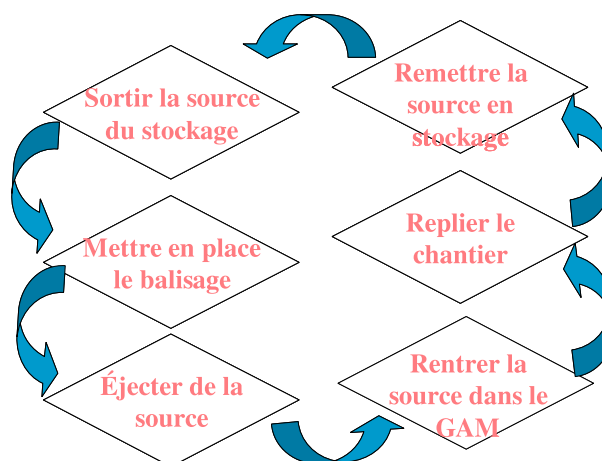 Sortir la source
du stockage
Mettre en place
le balisage
Éjecter de la
source
Rentrer la
source dans le
GAM
Replier le
chantier
Remettre la
source en
stockage